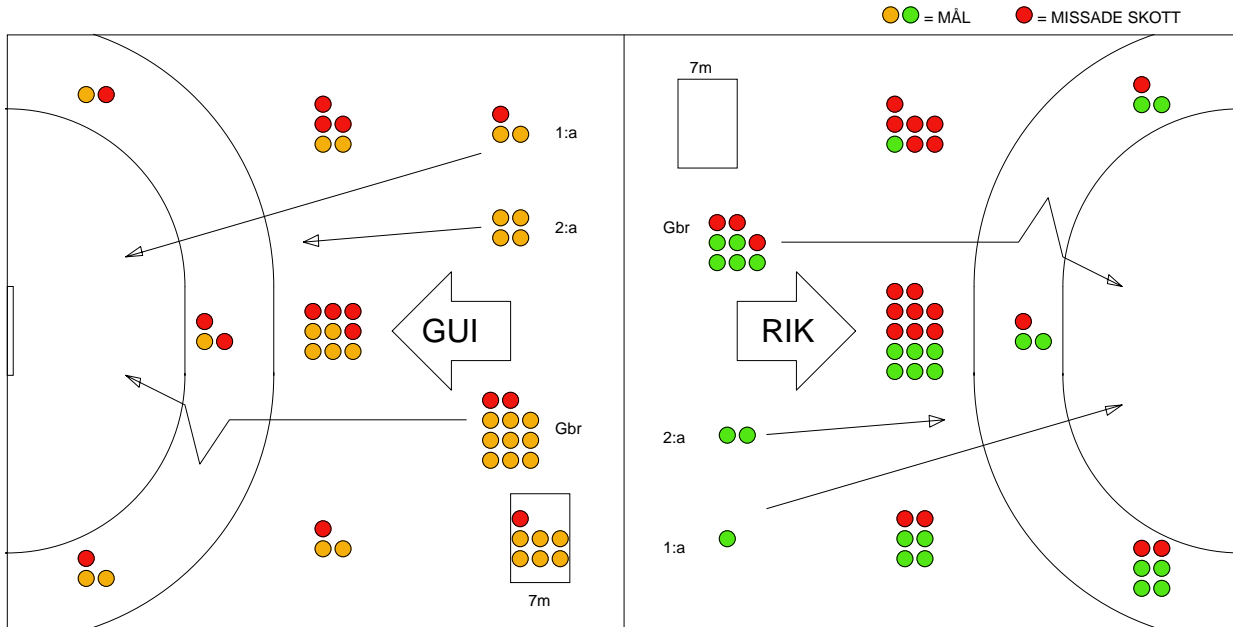 = MÅL
= MISSADE SKOTT
7m
1:a
2:a
Gbr
GUI
RIK
Gbr
2:a
1:a
7m